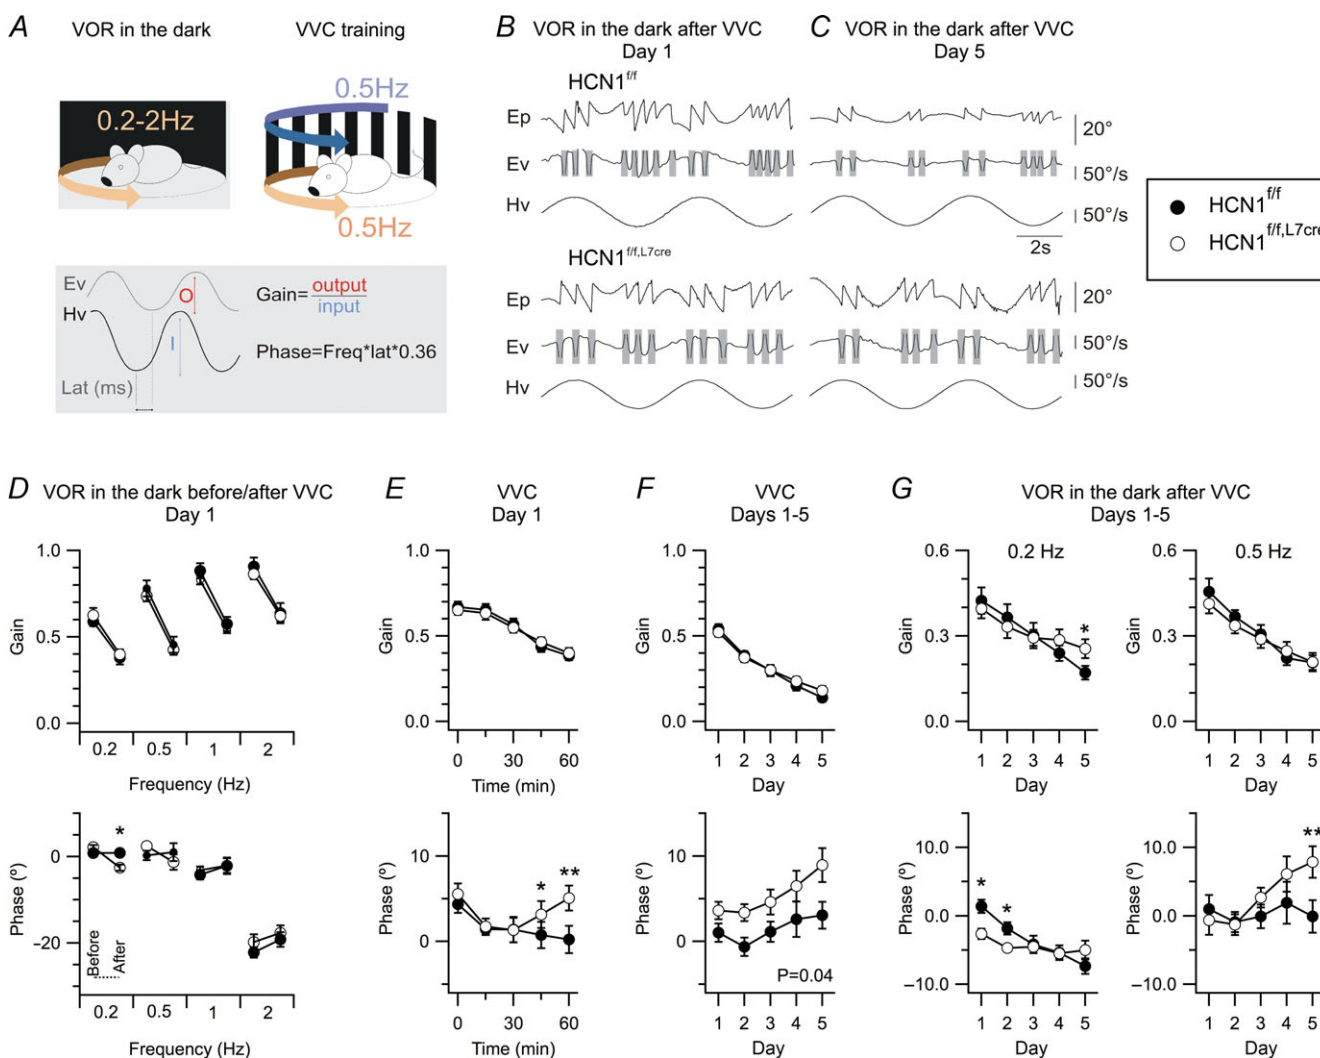 A VOR in the dark VVC training
0.2-2Hz
0.5Hz
0.5Hz
Ev
Hv
O
I
Lat (ms)
Gain=output
input
Phase=Freq*lat*0.36
B VOR in the dark after VVC
Day 1
C VOR in the dark after VVC
Day 5
HCN1f/f
Ep
20°
Ev
50°/s
Hv
50°/s
2s
HCN1f/f,L7cre
Ep
20°
Ev
50°/s
Hv
50°/s
HCN1f/f
HCN1f/f,L7cre
D VOR in the dark before/after VVC
Day 1
Gain
1.0
0.5
0.0
0.2 0.5 1 2
Frequency (Hz)
Phase (°)
0
-20
*
Before
After
0.2 0.5 1 2
Frequency (Hz)
E VVC
Day 1
Gain
1.0
0.5
0.0
0 30 60
Time (min)
Phase (°)
10
0
* **
0 30 60
Time (min)
F VVC
Days 1-5
Gain
1.0
0.5
0.0
1 2 3 4 5
Day
Phase (°)
10
0
P=0.04
1 2 3 4 5
Day
G VOR in the dark after VVC
Days 1-5
0.2 Hz
Gain
0.6
0.3
0.0
*
1 2 3 4 5
Day
0.5 Hz
Gain
0.6
0.3
0.0
1 2 3 4 5
Day
Phase (°)
10.0
0.0
−10.0
* *
1 2 3 4 5
Day
Phase (°)
10.0
0.0
−10.0
**
1 2 3 4 5
Day